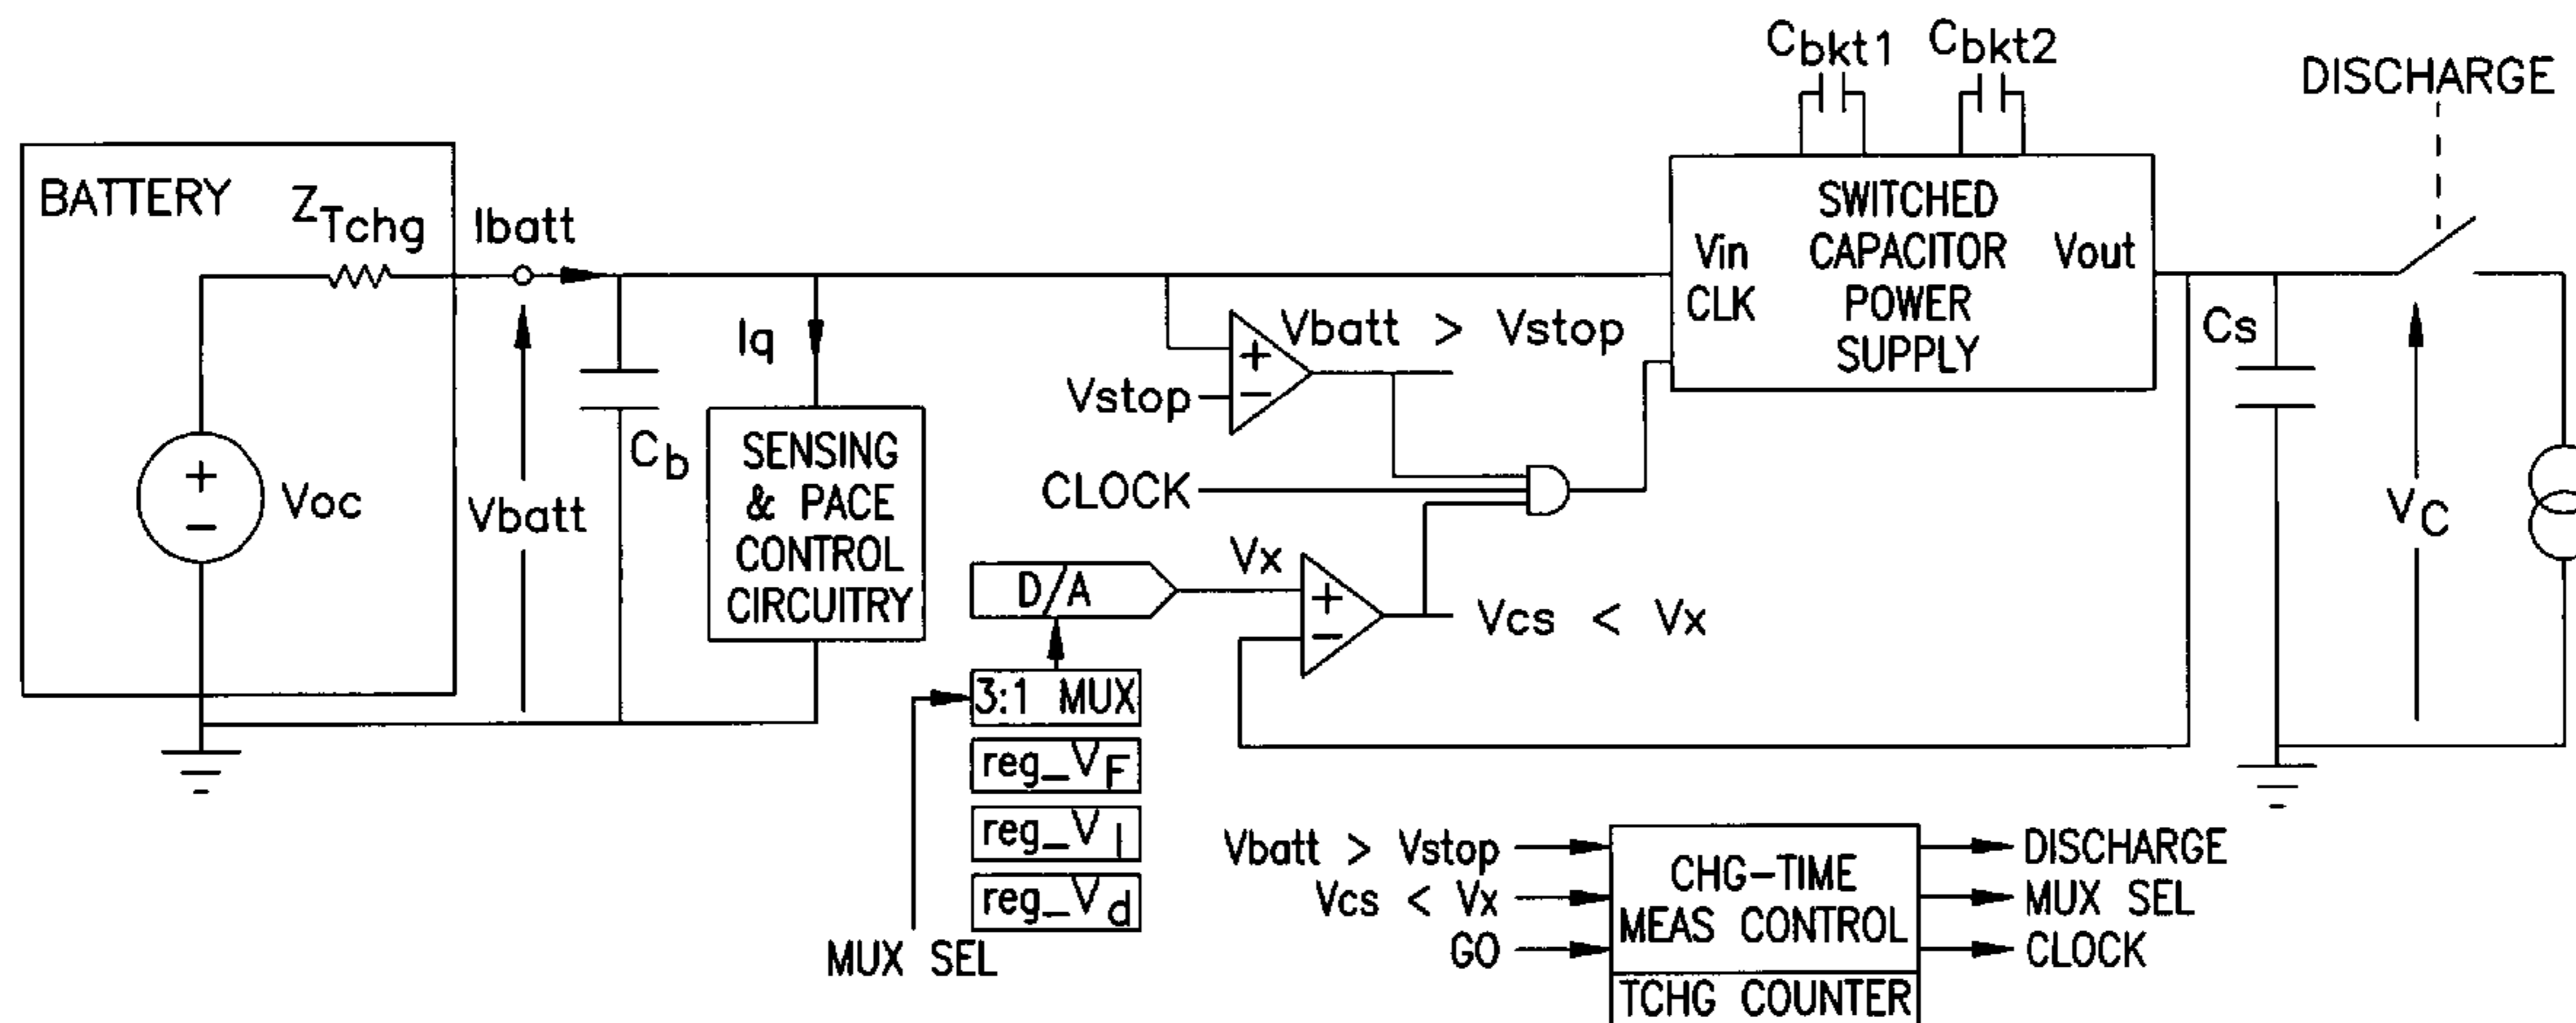 Cbkt1 Cbkt2
DISCHARGE
BATTERY
ZTchg
Ibatt
Voc
Vbatt
Cb
Iq
SENSING
& PACE
CONTROL
CIRCUITRY
Vbatt > Vstop
Vstop
+
-
CLOCK
Vin
CLK
SWITCHED
CAPACITOR
POWER
SUPPLY
Vout
Cs
VC
D/A
Vx
+
-
Vcs < Vx
3:1 MUX
reg_VF
reg_VI
reg_Vd
MUX SEL
+
-
Vbatt > Vstop
Vcs < Vx
GO
CHG-TIME
MEAS CONTROL
TCHG COUNTER
DISCHARGE
MUX SEL
CLOCK